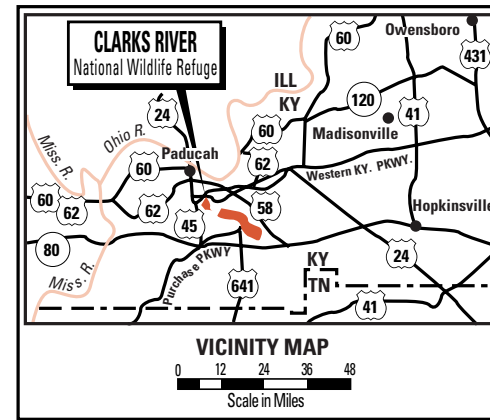 CLARKS RIVER
National Wildlife Refuge
Owensboro
60
431
ILL
KY
24
120
41
Madisonville
Miss. R.
Ohio R.
60
62
Paducah
60
Western KY. PKWY.
60
62
62
45
58
Hopkinsville
80
24
Miss. R.
Purchase PKWY
641
KY
TN
41
VICINITY MAP
0 12 24 36 48
Scale in Miles